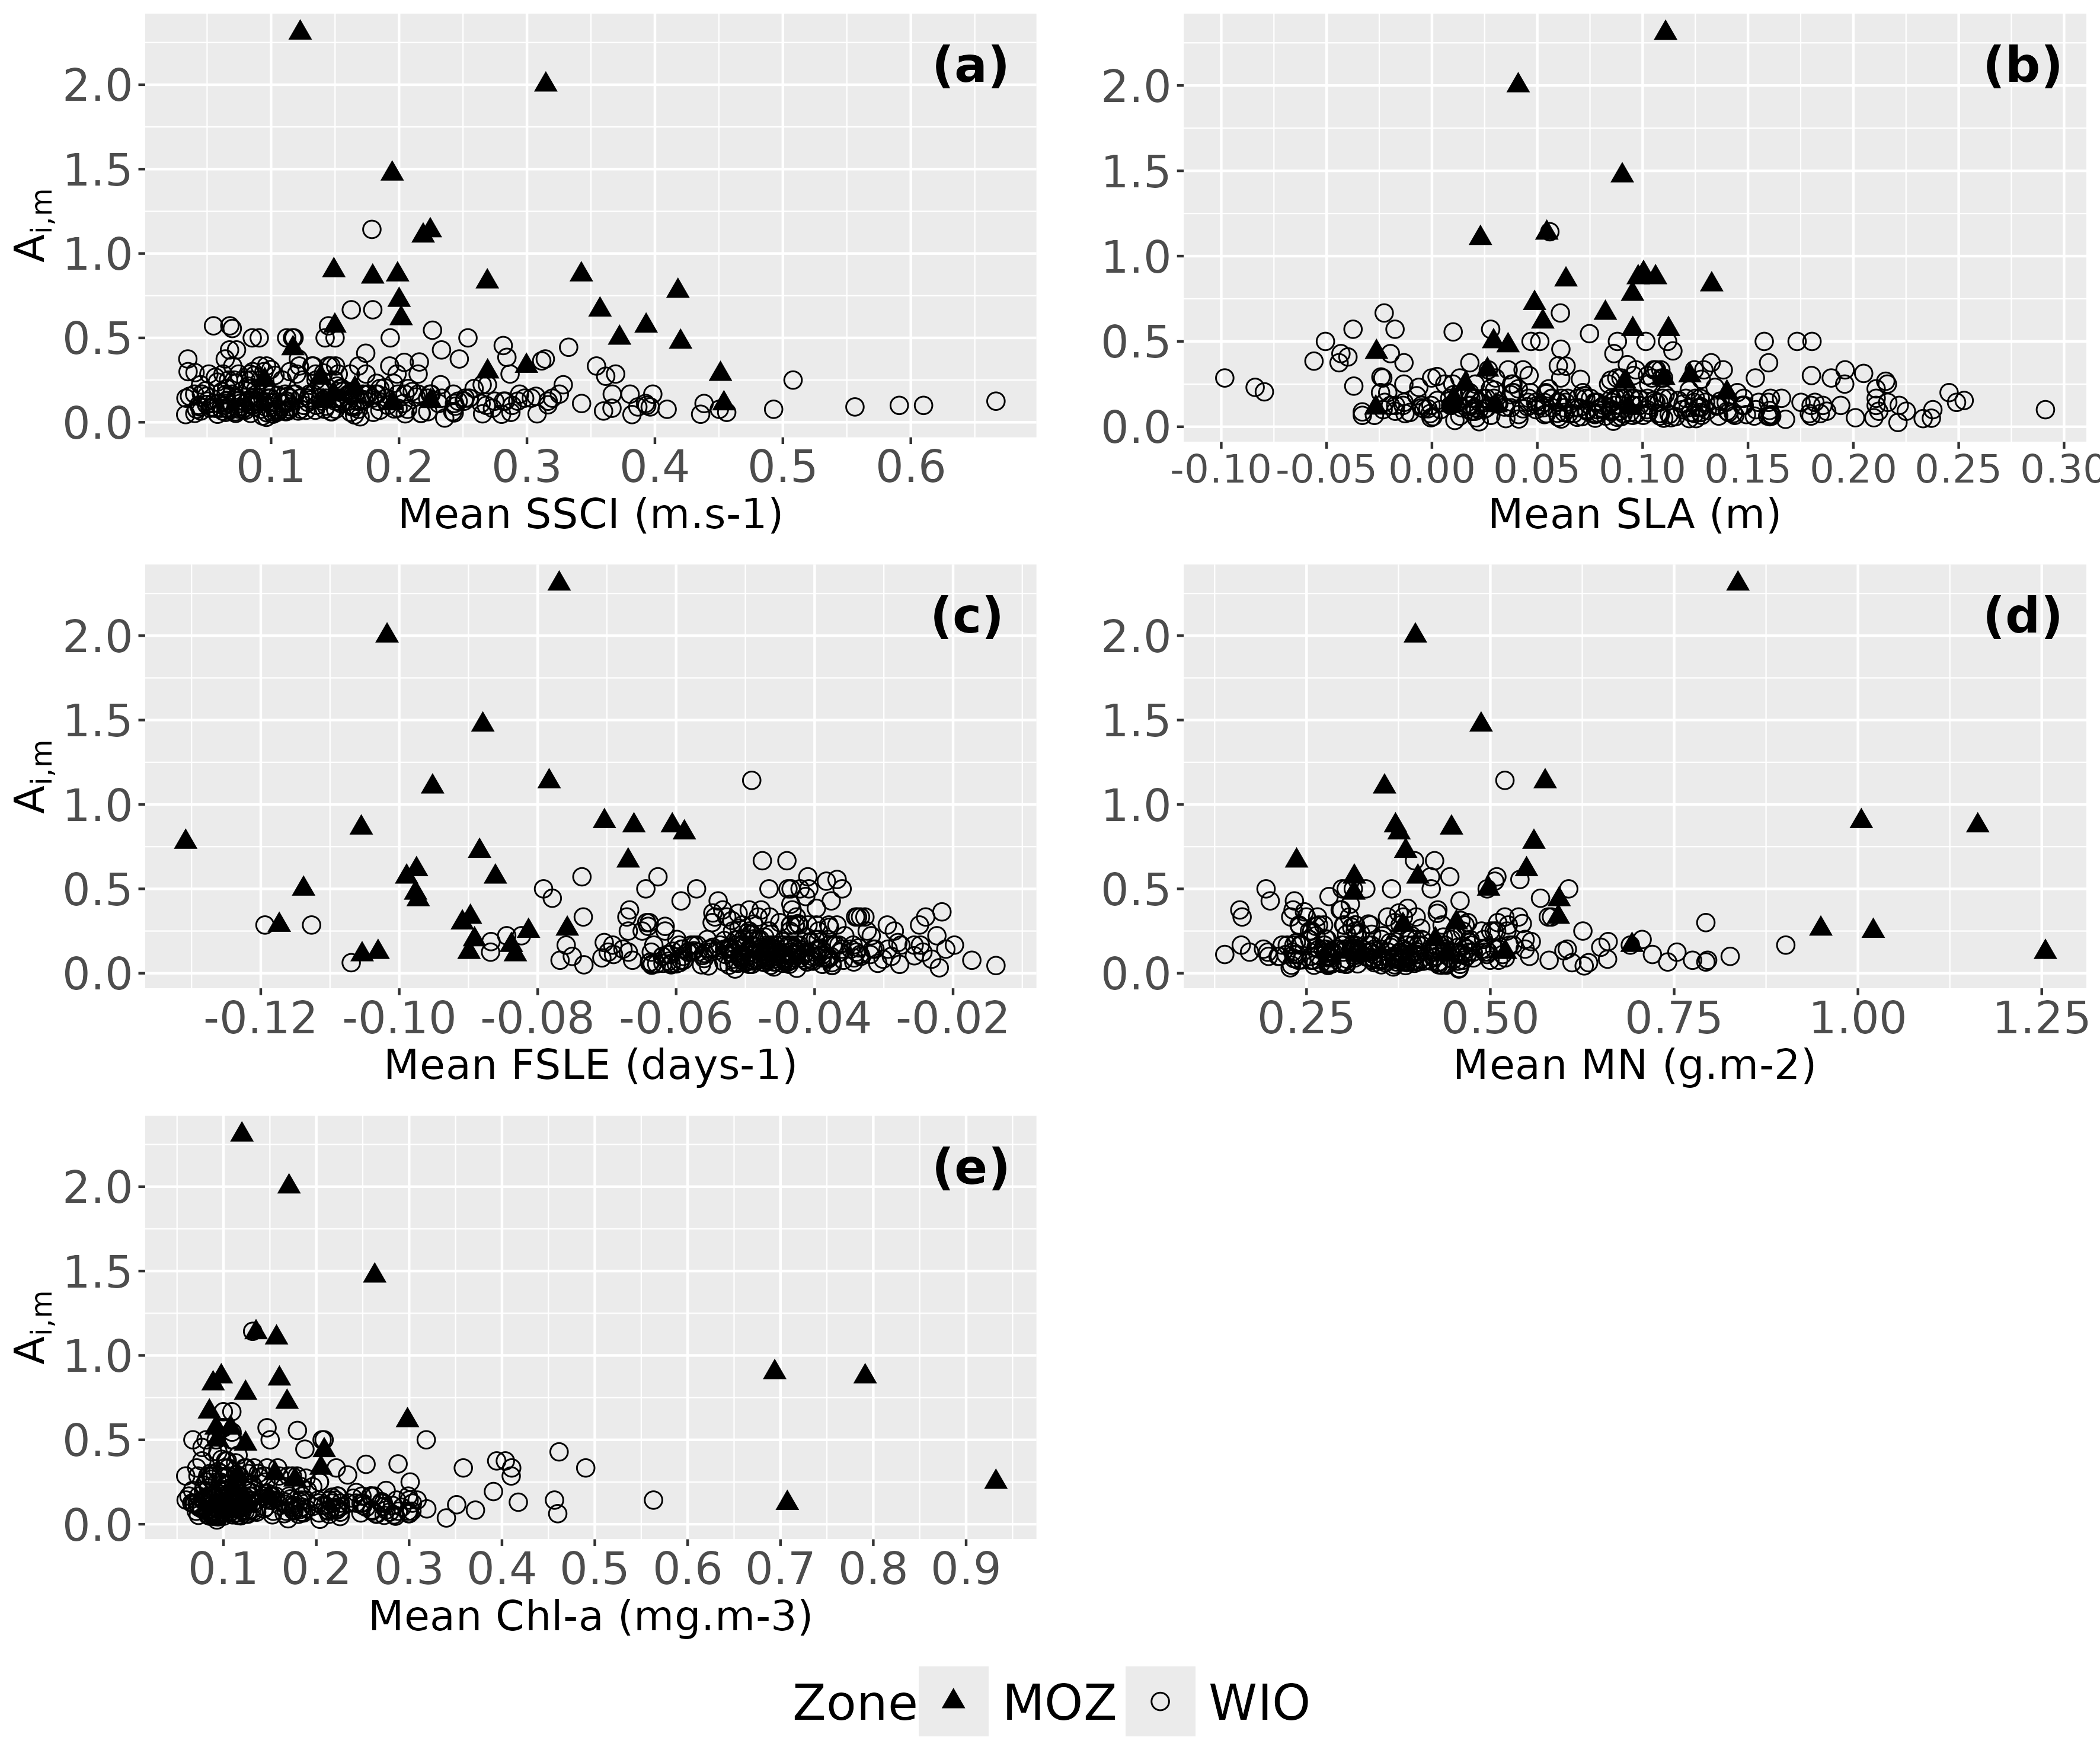 (a)
2.0
1.5
1.0
0.5
0.0
Ai,m
0.1 0.2 0.3 0.4 0.5 0.6
Mean SSCI (m.s-1)
(b)
2.0
1.5
1.0
0.5
0.0
-0.10 -0.05 0.00 0.05 0.10 0.15 0.20 0.25 0.30
Mean SLA (m)
(c)
2.0
1.5
1.0
0.5
0.0
Ai,m
-0.12 -0.10 -0.08 -0.06 -0.04 -0.02
Mean FSLE (days-1)
(d)
2.0
1.5
1.0
0.5
0.0
0.25 0.50 0.75 1.00 1.25
Mean MN (g.m-2)
(e)
2.0
1.5
1.0
0.5
0.0
Ai,m
0.1 0.2 0.3 0.4 0.5 0.6 0.7 0.8 0.9
Mean Chl-a (mg.m-3)
Zone MOZ WIO